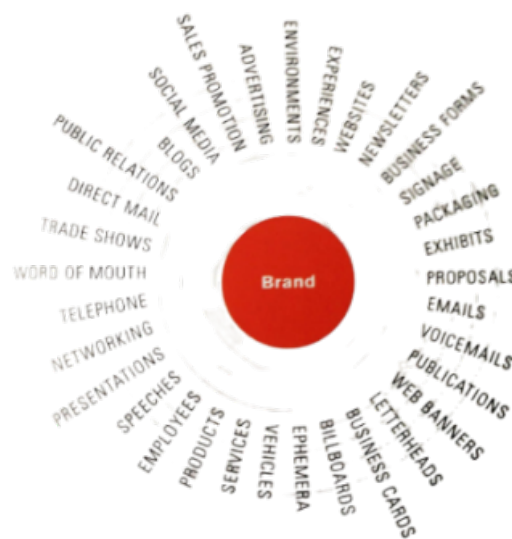 Brand
ENVIRONMENTS
EXPERIENCES
WEBSITES
NEWSLETTERS
BUSINESS FORMS
SIGNAGE
PACKAGING
EXHIBITS
PROPOSALS
EMAILS
VOICEMAILS
PUBLICATIONS
WEB BANNERS
LETTERHEADS
BUSINESS CARDS
BILLBOARDS
EPHEMERA
VEHICLES
SERVICES
PRODUCTS
EMPLOYEES
SPEECHES
PRESENTATIONS
NETWORKING
TELEPHONE
WORD OF MOUTH
TRADE SHOWS
DIRECT MAIL
PUBLIC RELATIONS
BLOGS
SOCIAL MEDIA
SALES PROMOTION
ADVERTISING